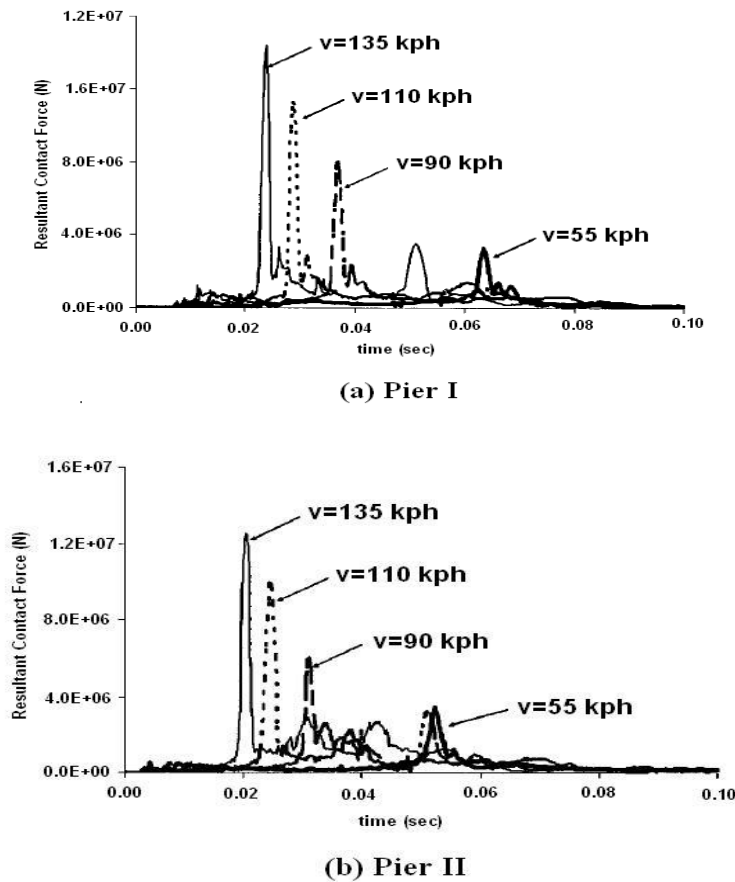 1.2E+07
v=135 kph
1.6E+07
v=110 kph
8.0E+06
v=90 kph
4.0E+06
v=55 kph
0.0E+00
Resultant Contact Force (N)
0.00 0.02 0.04 0.06 0.08 0.10
time (sec)
(a) Pier I
1.6E+07
v=135 kph
1.2E+07
v=110 kph
8.0E+06
v=90 kph
4.0E+06
v=55 kph
0.0E+00
Resultant Contact Force (N)
0.00 0.02 0.04 0.06 0.08 0.10
time (sec)
(b) Pier II